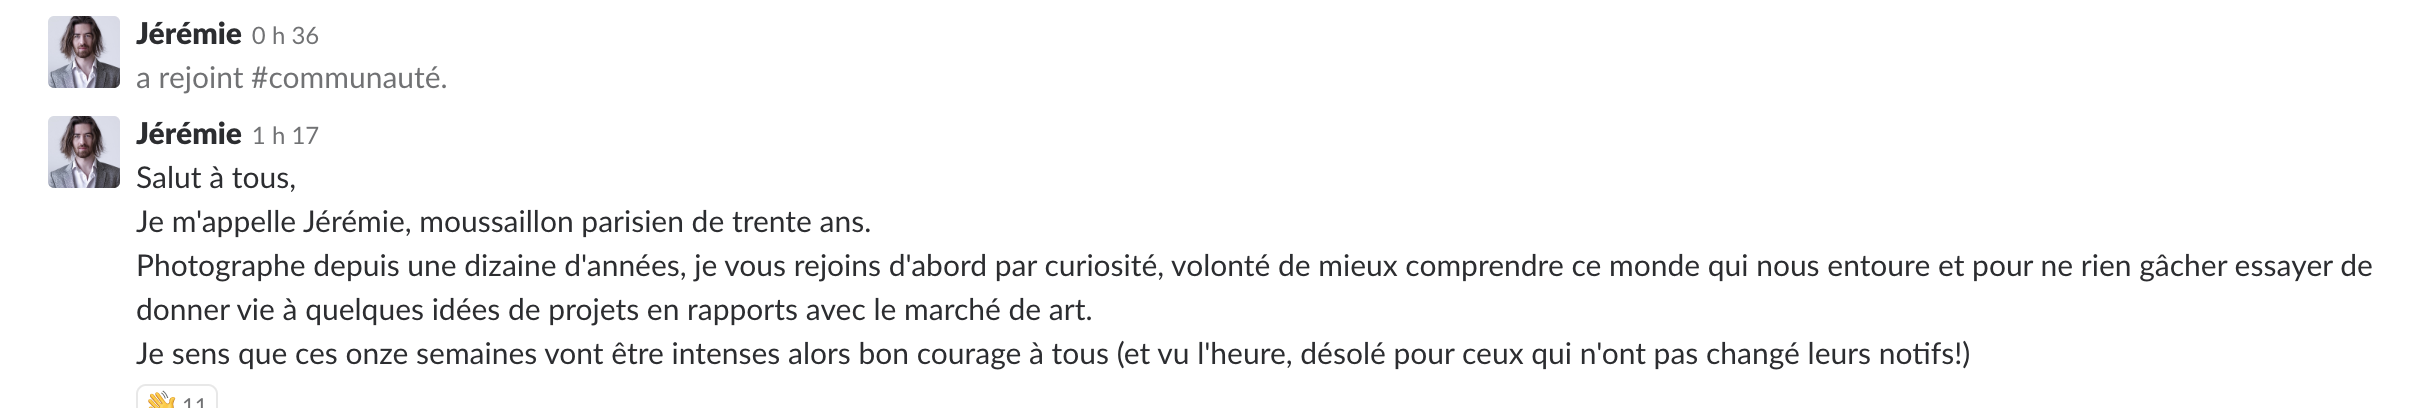 Jérémie 0 h 36
a rejoint #communauté.
Jérémie 1 h 17
Salut à tous,
Je m'appelle Jérémie, moussaillon parisien de trente ans.
Photographe depuis une dizaine d'années, je vous rejoins d'abord par curiosité, volonté de mieux comprendre ce monde qui nous entoure et pour ne rien gâcher essayer de
donner vie à quelques idées de projets en rapports avec le marché de art.
Je sens que ces onze semaines vont être intenses alors bon courage à tous (et vu l'heure, désolé pour ceux qui n'ont pas changé leurs notifs!)
11